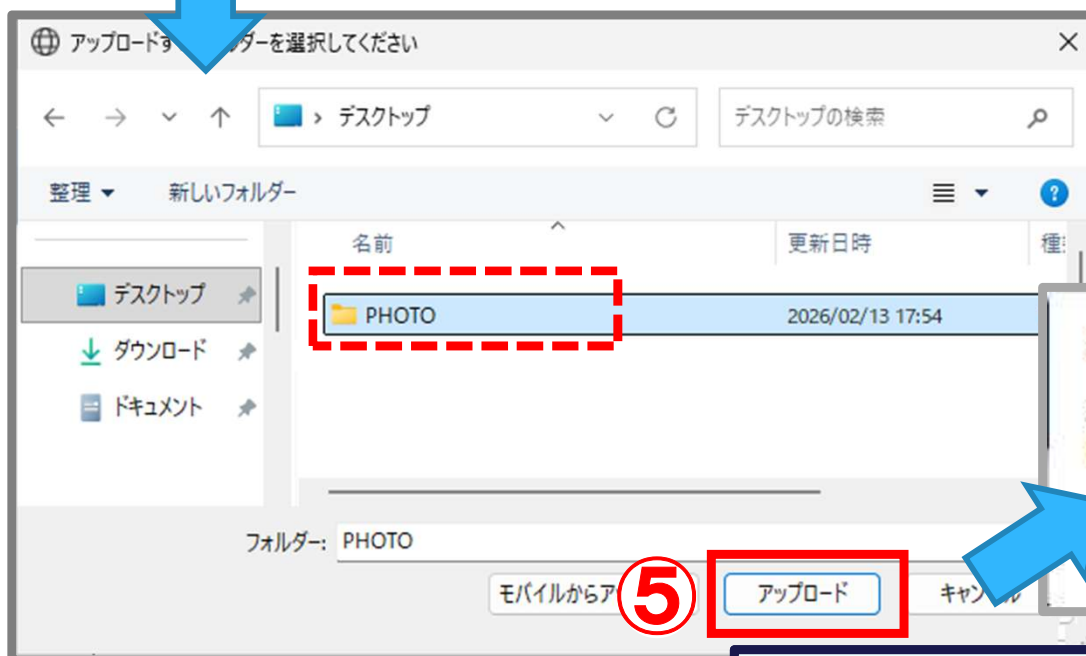 アップロードす ダーを選択してください
デスクトップ
デスクトップの検索
整理
新しいフォルダー
名前
更新日時
種
デスクトップ
PHOTO
2026/02/13 17:54
ダウンロード
ドキュメント
フォルダー: PHOTO
モバイルからア
⑤
アップロード
キャン